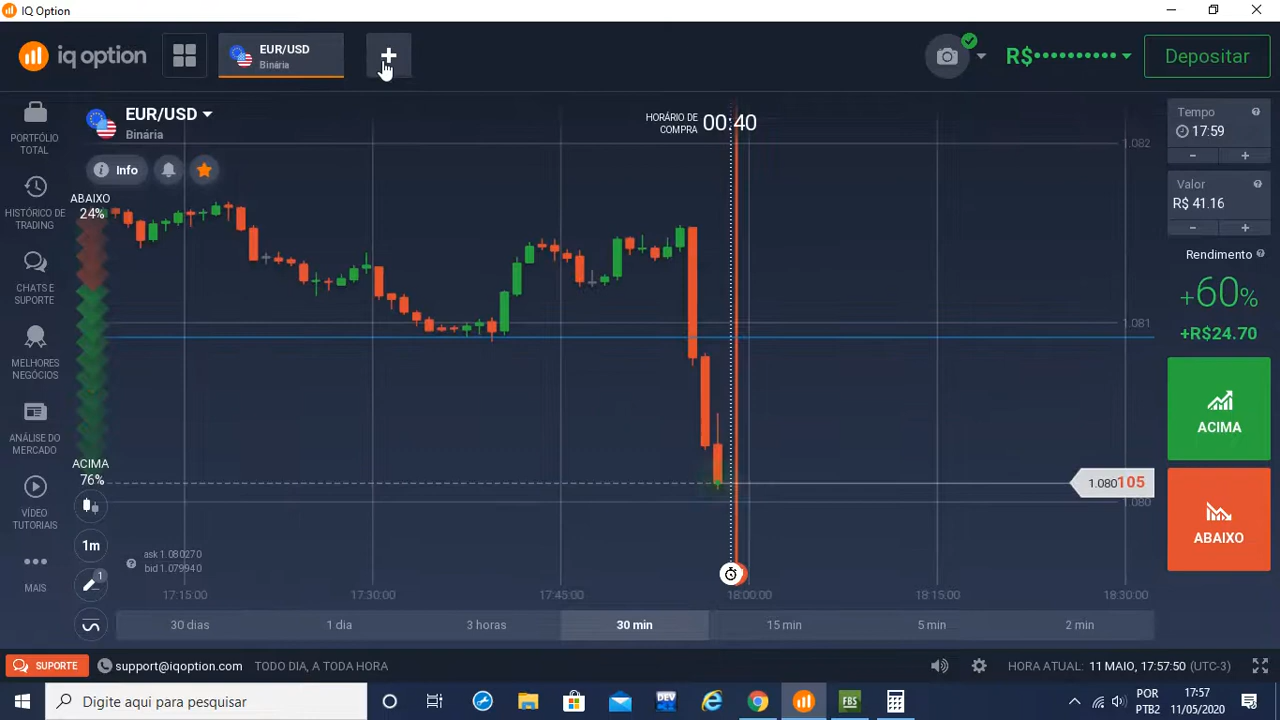 IQ Option
iq option
EUR/USD
Binária
R$••••••••••
Depositar
PORTFÓLIO
TOTAL
HISTÓRICO DE
TRADING
CHATS E
SUPORTE
MELHORES
NEGÓCIOS
ANÁLISE DO
MERCADO
VÍDEO
TUTORIAIS
MAIS
EUR/USD
Binária
Info
ABAIXO
24%
ACIMA
76%
1m
1
HORÁRIO DE
COMPRA 00:40
1.082
1.081
1.080105
1.080
ask 1.080270
bid 1.079940
17:15:00
17:30:00
17:45:00
18:00:00
18:15:00
18:30:00
30 dias
1 dia
3 horas
30 min
15 min
5 min
2 min
Tempo
17:59
Valor
R$ 41.16
Rendimento
+60%
+R$24.70
ACIMA
ABAIXO
SUPORTE
support@iqoption.com
TODO DIA, A TODA HORA
HORA ATUAL: 11 MAIO, 17:57:50 (UTC-3)
Digite aqui para pesquisar
DEV
FBS
POR
PTB2
17:57
11/05/2020